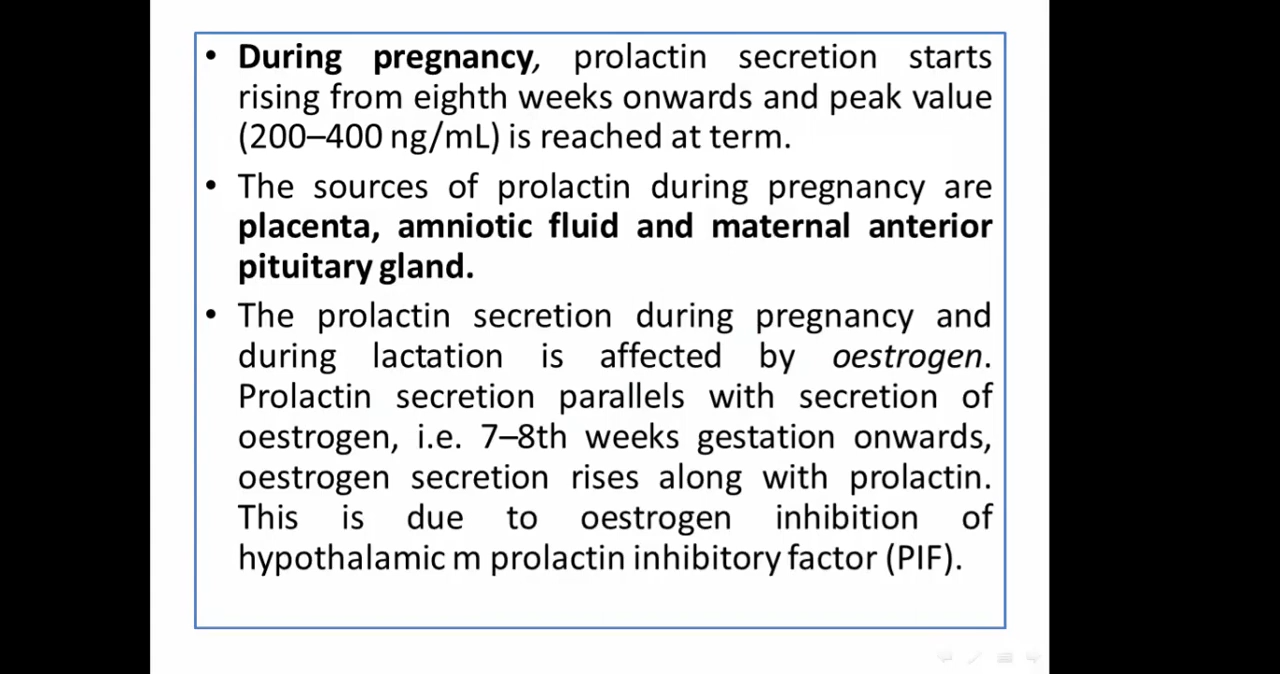 • During pregnancy, prolactin secretion starts
rising from eighth weeks onwards and peak value
(200–400 ng/mL) is reached at term.
• The sources of prolactin during pregnancy are
placenta, amniotic fluid and maternal anterior
pituitary gland.
• The prolactin secretion during pregnancy and
during lactation is affected by oestrogen.
Prolactin secretion parallels with secretion of
oestrogen, i.e. 7–8th weeks gestation onwards,
oestrogen secretion rises along with prolactin.
This is due to oestrogen inhibition of
hypothalamic m prolactin inhibitory factor (PIF).